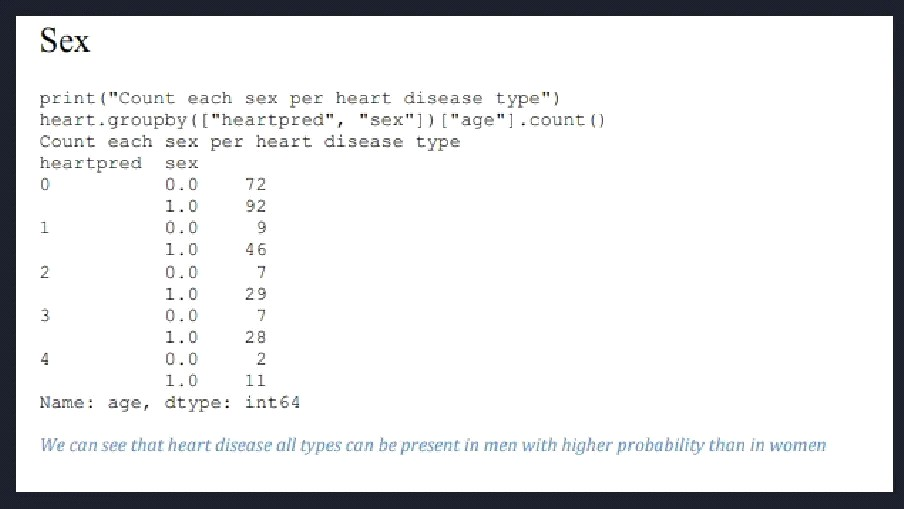 Sex
print("Count each sex per heart disease type")
heart.groupby(["heartpred", "sex"])["age"].count()
Count each sex per heart disease type
heartpred  sex
0          0.0    72
           1.0    92
1          0.0     9
           1.0    46
2          0.0     7
           1.0    29
3          0.0     7
           1.0    28
4          0.0     2
           1.0    11
Name: age, dtype: int64
We can see that heart disease all types can be present in men with higher probability than in women